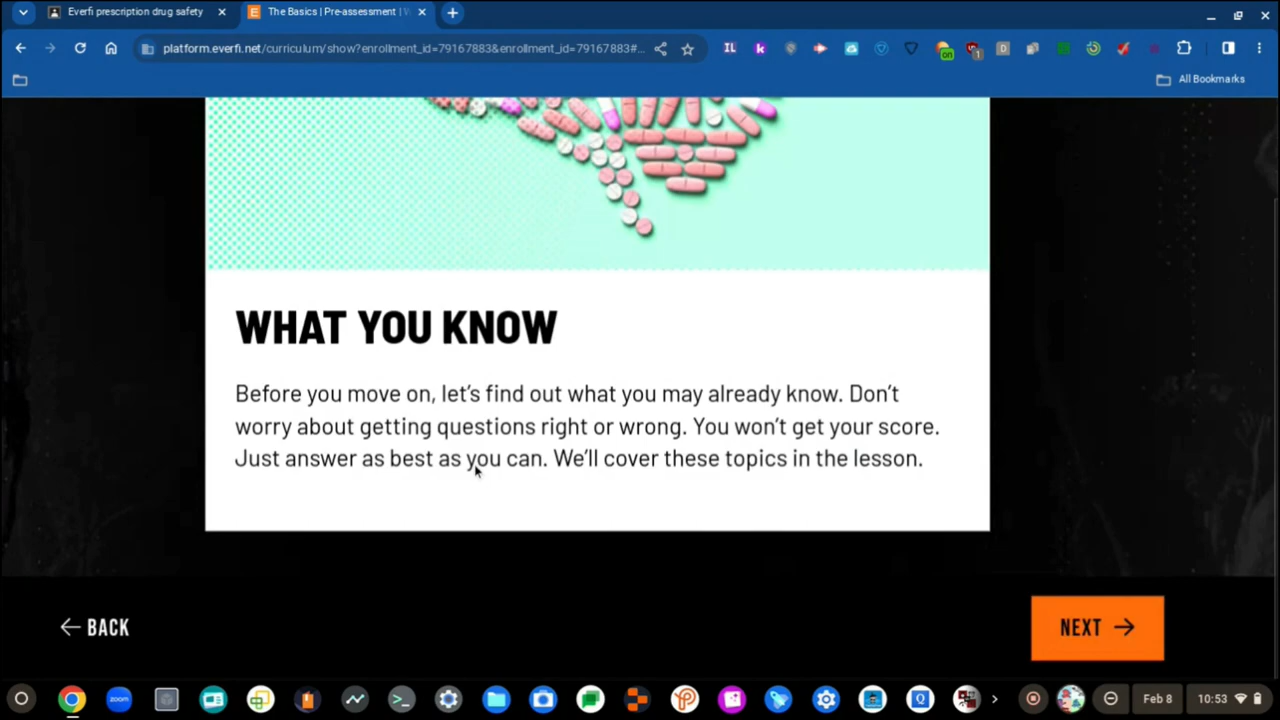 Everfi prescription drug safety
The Basics | Pre-assessment |
platform.everfi.net/curriculum/show?enrollment_id=79167883&enrollment_id=79167883#...
All Bookmarks
WHAT YOU KNOW
Before you move on, let's find out what you may already know. Don't
worry about getting questions right or wrong. You won't get your score.
Just answer as best as you can. We'll cover these topics in the lesson.
BACK
NEXT
zoom
Feb 8
10:53